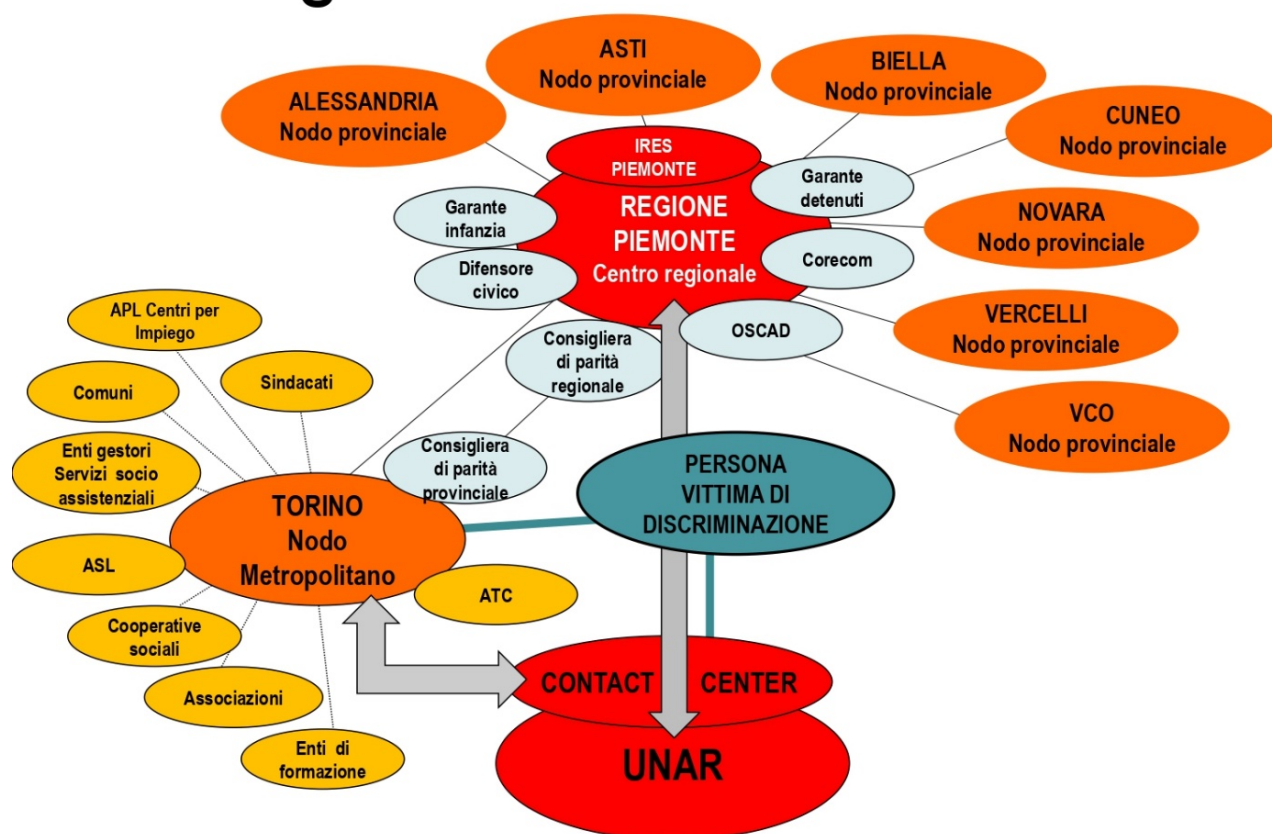 ASTI
Nodo provinciale
BIELLA
Nodo provinciale
ALESSANDRIA
Nodo provinciale
CUNEO
Nodo provinciale
IRES
PIEMONTE
Garante
detenuti
Garante
infanzia
REGIONE
PIEMONTE
Centro regionale
NOVARA
Nodo provinciale
Difensore
civico
Corecom
APL Centri per
Impiego
VERCELLI
Nodo provinciale
OSCAD
Consigliera
di parità
regionale
Sindacati
Comuni
VCO
Nodo provinciale
Enti gestori
Servizi socio
assistenziali
Consigliera
di parità
provinciale
PERSONA
VITTIMA DI
DISCRIMINAZIONE
TORINO
Nodo
Metropolitano
ASL
ATC
Cooperative
sociali
Associazioni
CONTACT CENTER
Enti di
formazione
UNAR